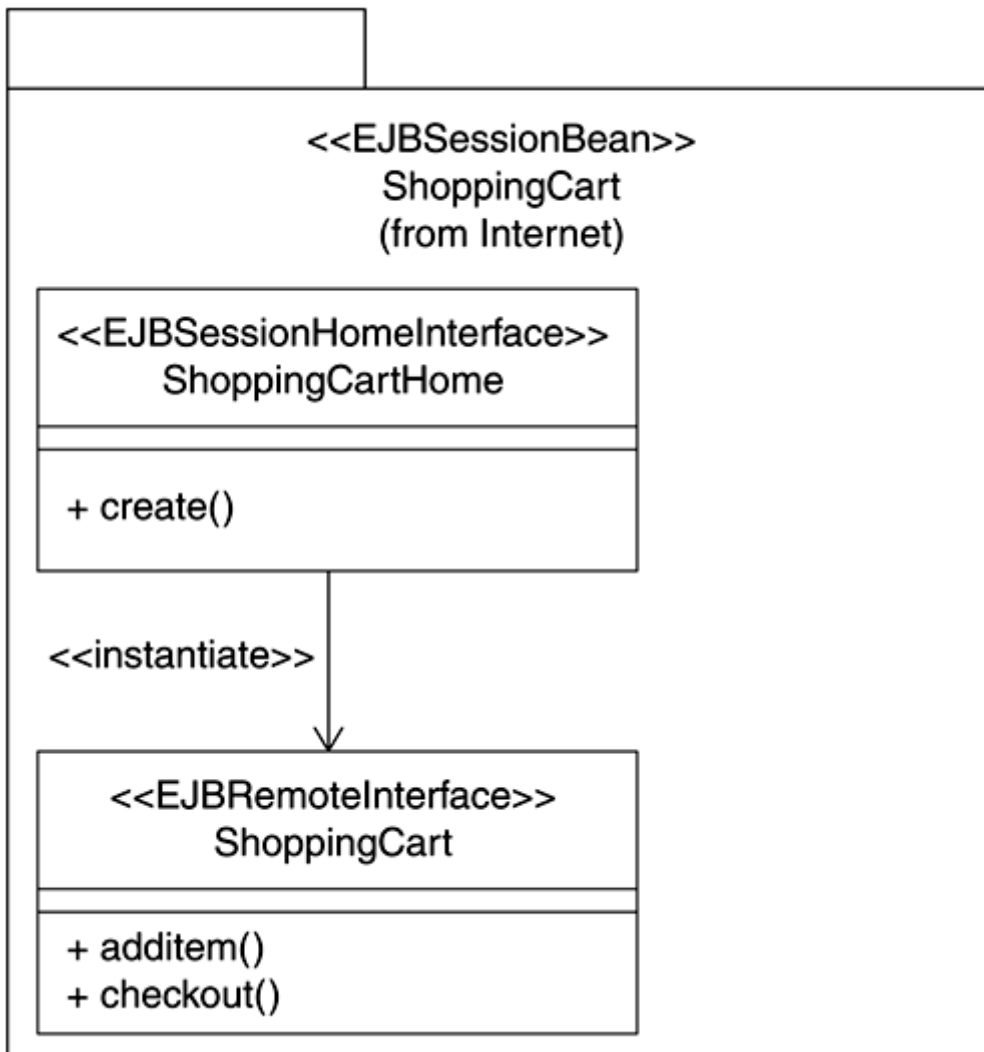 <<EJBSessionBean>>
ShoppingCart
(from Internet)
<<EJBSessionHomeInterface>>
ShoppingCartHome
+ create()
<<instantiate>>
<<EJBRemoteInterface>>
ShoppingCart
+ additem()
+ checkout()